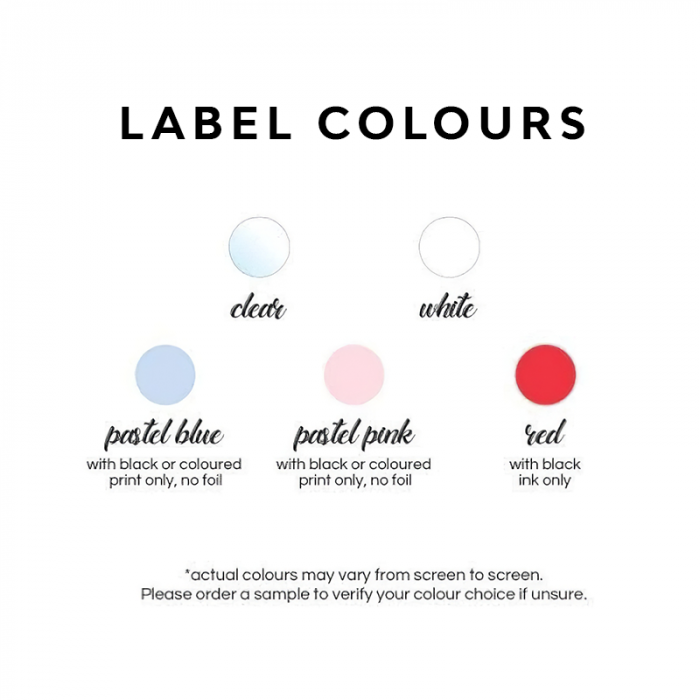 LABEL COLOURS
clear
white
pastel blue
with black or coloured
print only, no foil
pastel pink
with black or coloured
print only, no foil
red
with black
ink only
*actual colours may vary from screen to screen.
Please order a sample to verify your colour choice if unsure.